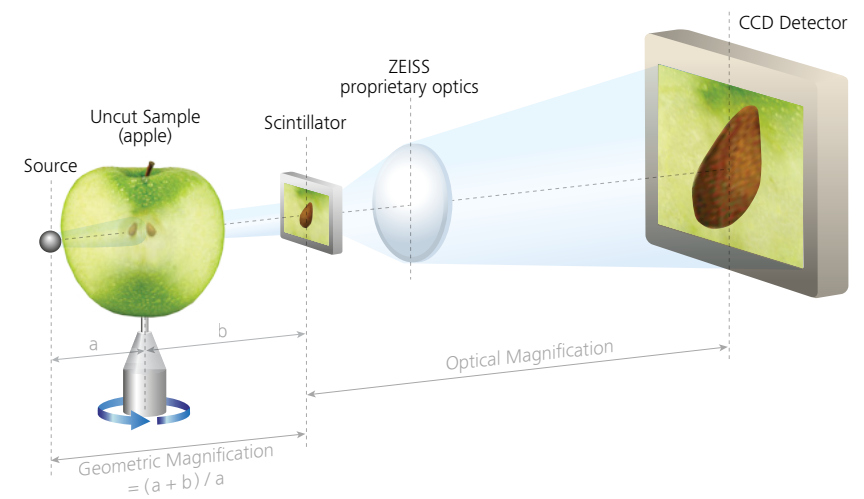 CCD Detector
ZEISS
proprietary optics
Uncut Sample
(apple)
Scintillator
Source
a
b
Optical Magnification
Geometric Magnification
= (a + b) / a